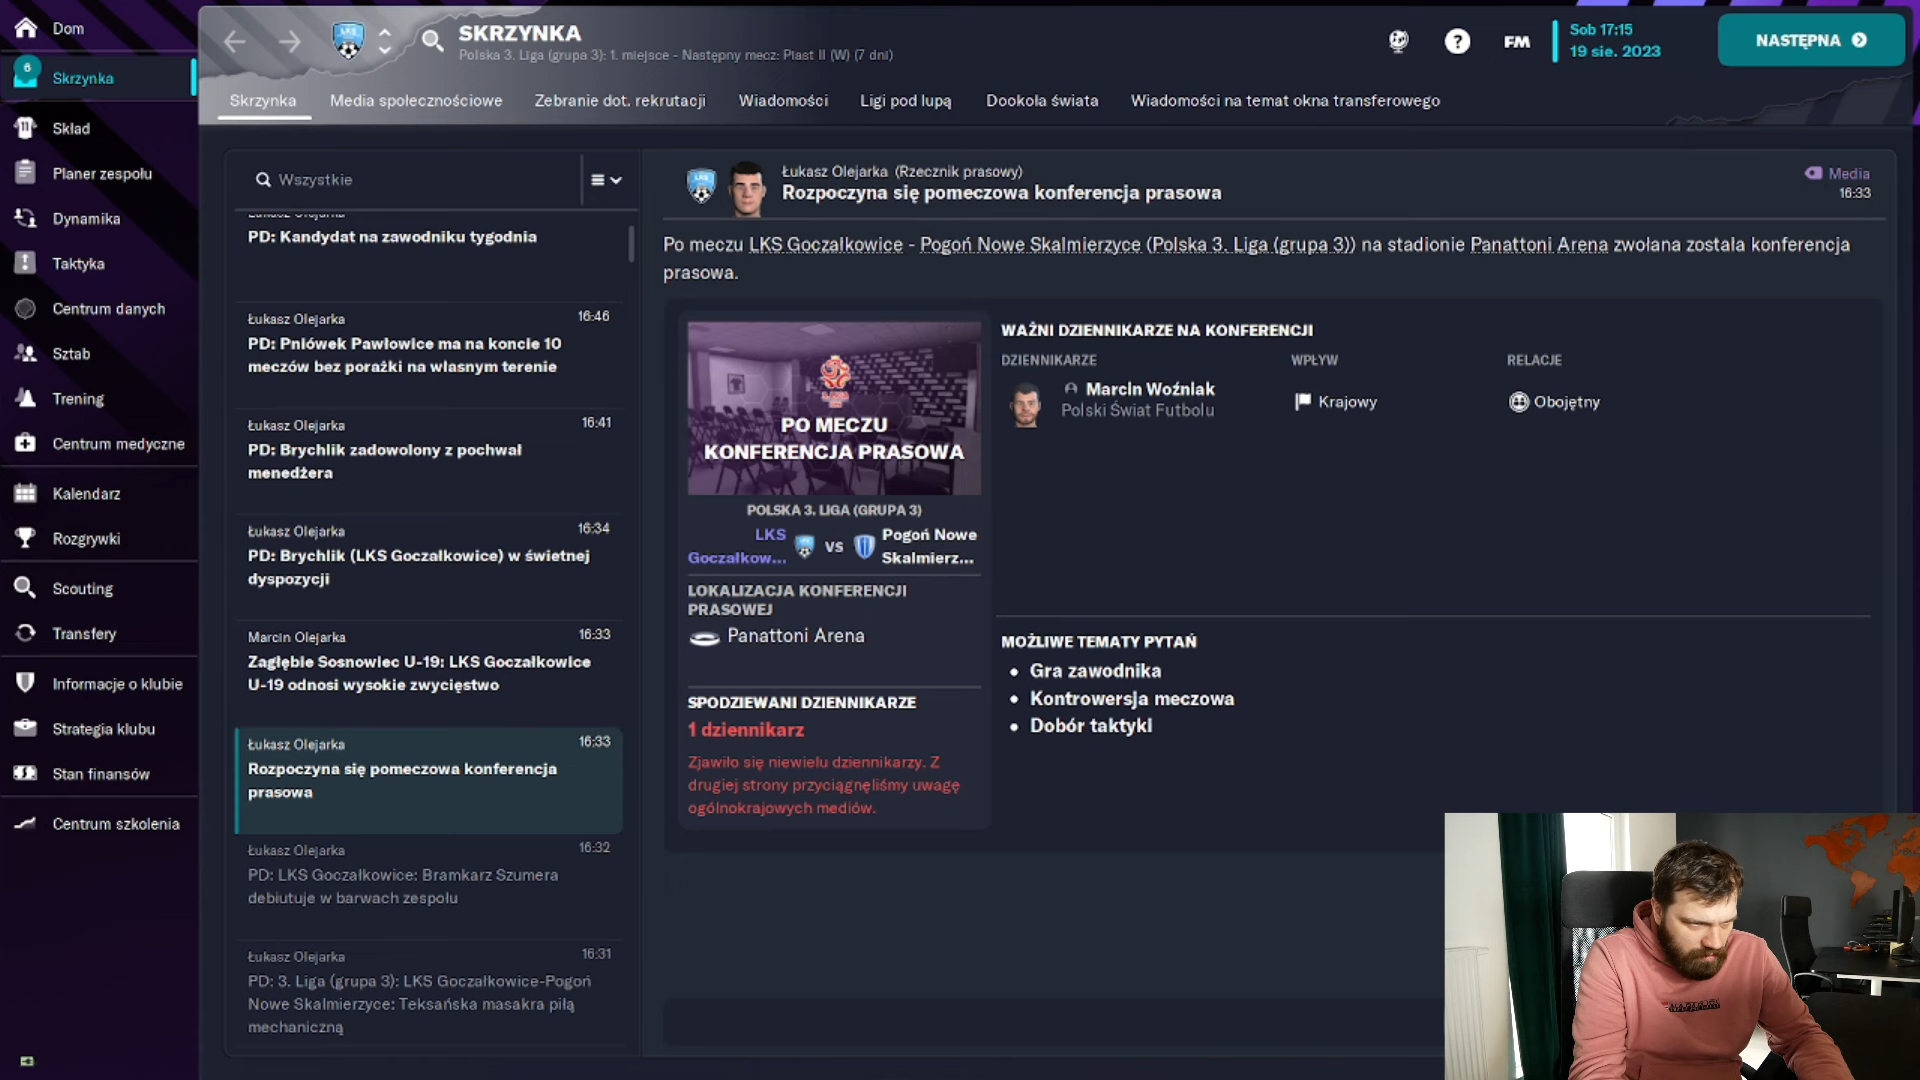 Dom
6
Skrzynka
Skład
Planer zespołu
Dynamika
Taktyka
Centrum danych
Sztab
Trening
Centrum medyczne
Kalendarz
Rozgrywki
Scouting
Transfery
Informacje o klubie
Strategia klubu
Stan finansów
Centrum szkolenia
SKRZYNKA
Polska 3. Liga (grupa 3): 1. miejsce - Następny mecz: Piast II (W) (7 dni)
?
FM
Sob 17:15
19 sie. 2023
NASTĘPNA
Skrzynka
Media społecznościowe
Zebranie dot. rekrutacji
Wiadomości
Ligi pod lupą
Dookoła świata
Wiadomości na temat okna transferowego
Wszystkie
Łukasz Olejarka
PD: Kandydat na zawodniku tygodnia
Łukasz Olejarka
16:46
PD: Pniówek Pawłowice ma na koncie 10
meczów bez porażki na własnym terenie
Łukasz Olejarka
16:41
PD: Brychlik zadowolony z pochwał
menedżera
Łukasz Olejarka
16:34
PD: Brychlik (LKS Goczałkowice) w świetnej
dyspozycji
Marcin Olejarka
16:33
Zagłębie Sosnowiec U-19: LKS Goczałkowice
U-19 odnosi wysokie zwycięstwo
Łukasz Olejarka
16:33
Rozpoczyna się pomeczowa konferencja
prasowa
Łukasz Olejarka
16:32
PD: LKS Goczałkowice: Bramkarz Szumera
debiutuje w barwach zespołu
Łukasz Olejarka
16:31
PD: 3. Liga (grupa 3): LKS Goczałkowice-Pogoń
Nowe Skalmierzyce: Teksańska masakra piłą
mechaniczną
Łukasz Olejarka (Rzecznik prasowy)
Rozpoczyna się pomeczowa konferencja prasowa
Media
16:33
Po meczu LKS Goczałkowice - Pogoń Nowe Skalmierzyce (Polska 3. Liga (grupa 3)) na stadionie Panattoni Arena zwołana została konferencja
prasowa.
PO MECZU
KONFERENCJA PRASOWA
POLSKA 3. LIGA (GRUPA 3)
LKS
Goczałkow...
VS
Pogoń Nowe
Skalmierz...
LOKALIZACJA KONFERENCJI
PRASOWEJ
Panattoni Arena
SPODZIEWANI DZIENNIKARZE
1 dziennikarz
Zjawiło się niewielu dziennikarzy. Z
drugiej strony przyciągnęliśmy uwagę
ogólnokrajowych mediów.
WAŻNI DZIENNIKARZE NA KONFERENCJI
DZIENNIKARZE
WPŁYW
RELACJE
Marcin Woźniak
Polski Świat Futbolu
Krajowy
Obojętny
MOŻLIWE TEMATY PYTAŃ
• Gra zawodnika
• Kontrowersja meczowa
• Dobór taktyki